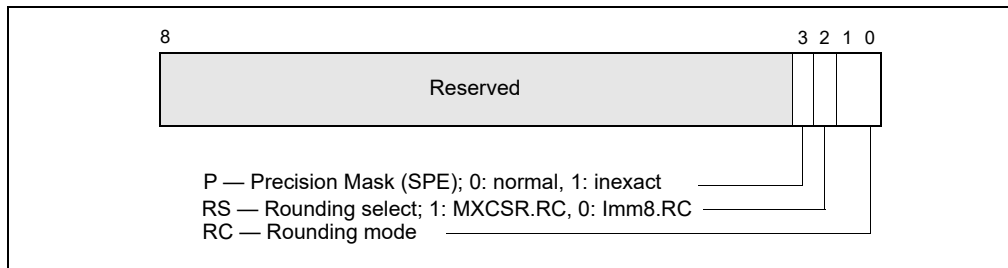 8 3 2 1 0
Reserved
P — Precision Mask (SPE); 0: normal, 1: inexact
RS — Rounding select; 1: MXCSR.RC, 0: Imm8.RC
RC — Rounding mode